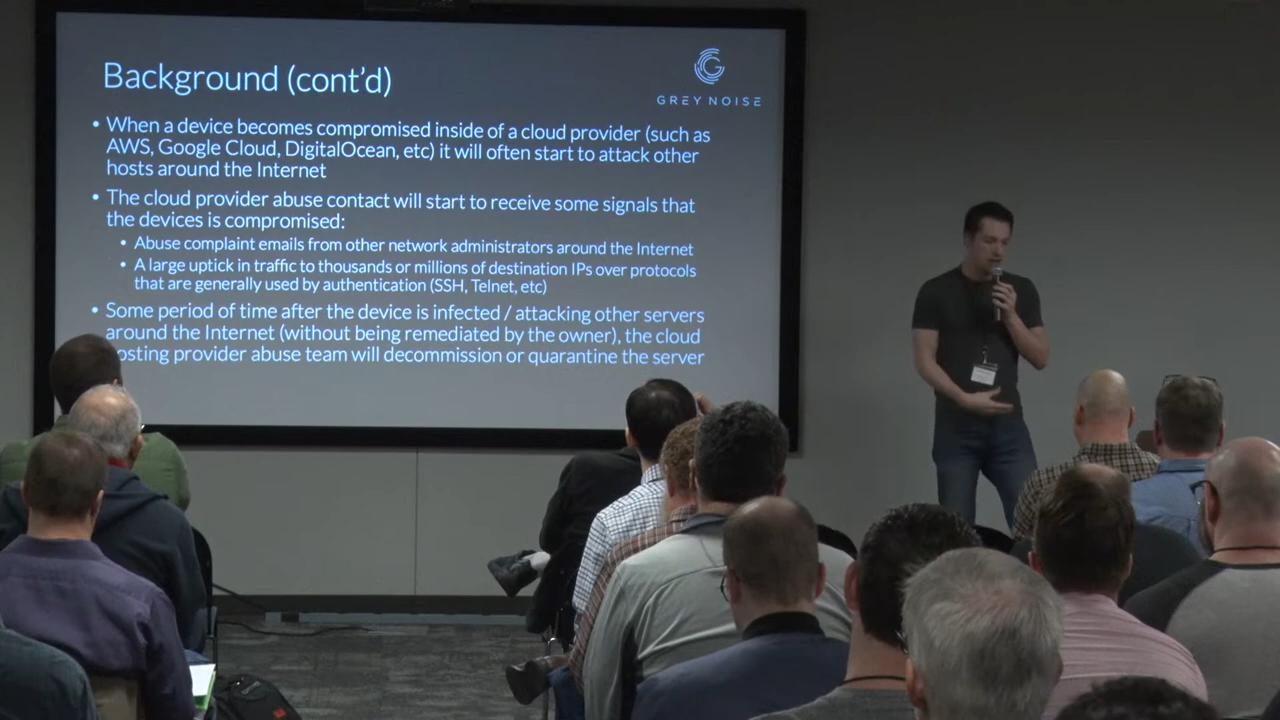 Background (cont'd)
GREY NOISE
• When a device becomes compromised inside of a cloud provider (such as
AWS, Google Cloud, DigitalOcean, etc) it will often start to attack other
hosts around the Internet
• The cloud provider abuse contact will start to receive some signals that
the devices is compromised:
• Abuse complaint emails from other network administrators around the Internet
• A large uptick in traffic to thousands or millions of destination IPs over protocols
that are generally used by authentication (SSH, Telnet, etc)
• Some period of time after the device is infected / attacking other servers
around the Internet (without being remediated by the owner), the cloud
osting provider abuse team will decommission or quarantine the server